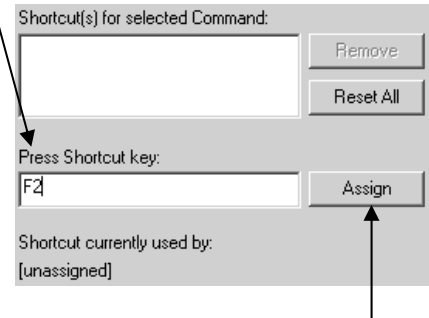 Shortcut(s) for selected Command:
Remove
Reset All
Press Shortcut key:
F2
Assign
Shortcut currently used by:
[unassigned]